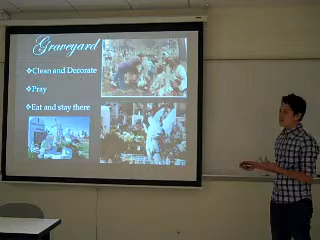 Graveyard
❖Clean and Decorate
❖Pray
❖Eat and stay there